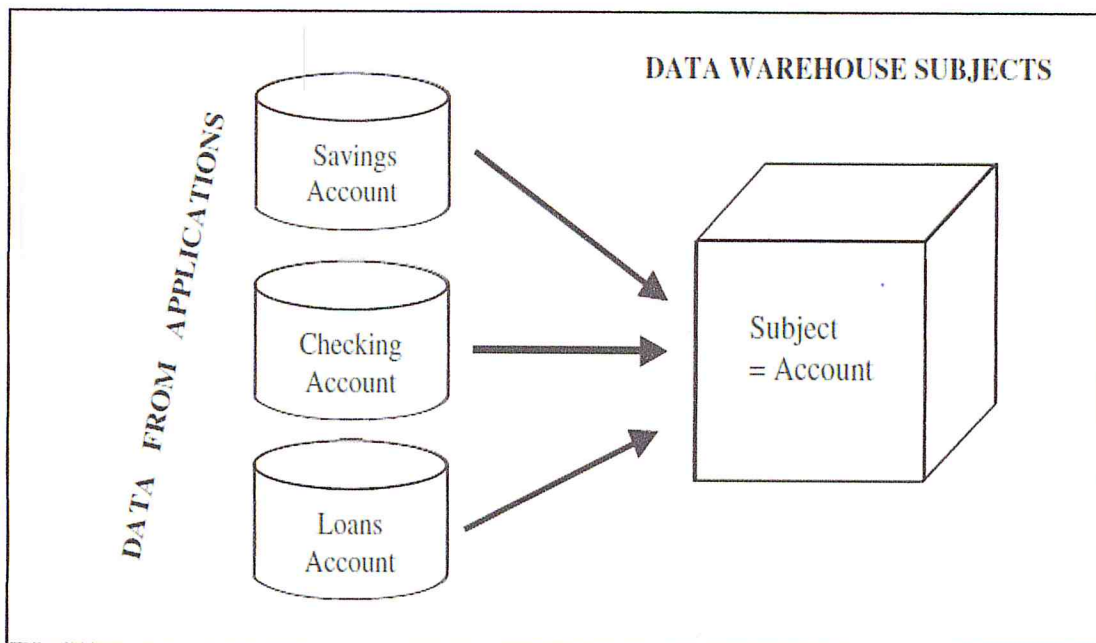 DATA WAREHOUSE SUBJECTS
DATA FROM APPLICATIONS
Savings
Account
Checking
Account
Loans
Account
Subject
= Account